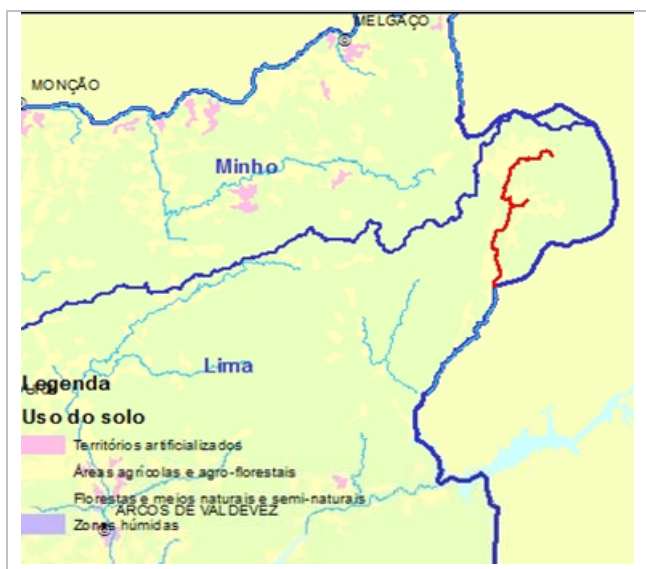 MELGAÇO
MONÇÃO
Minho
Lima
Legenda
Uso do solo
Territórios artificializados
Áreas agrícolas e agro-florestais
Florestas e meios naturais e semi-naturais
ARCOS DE VALDEVEZ
Zonas húmidas